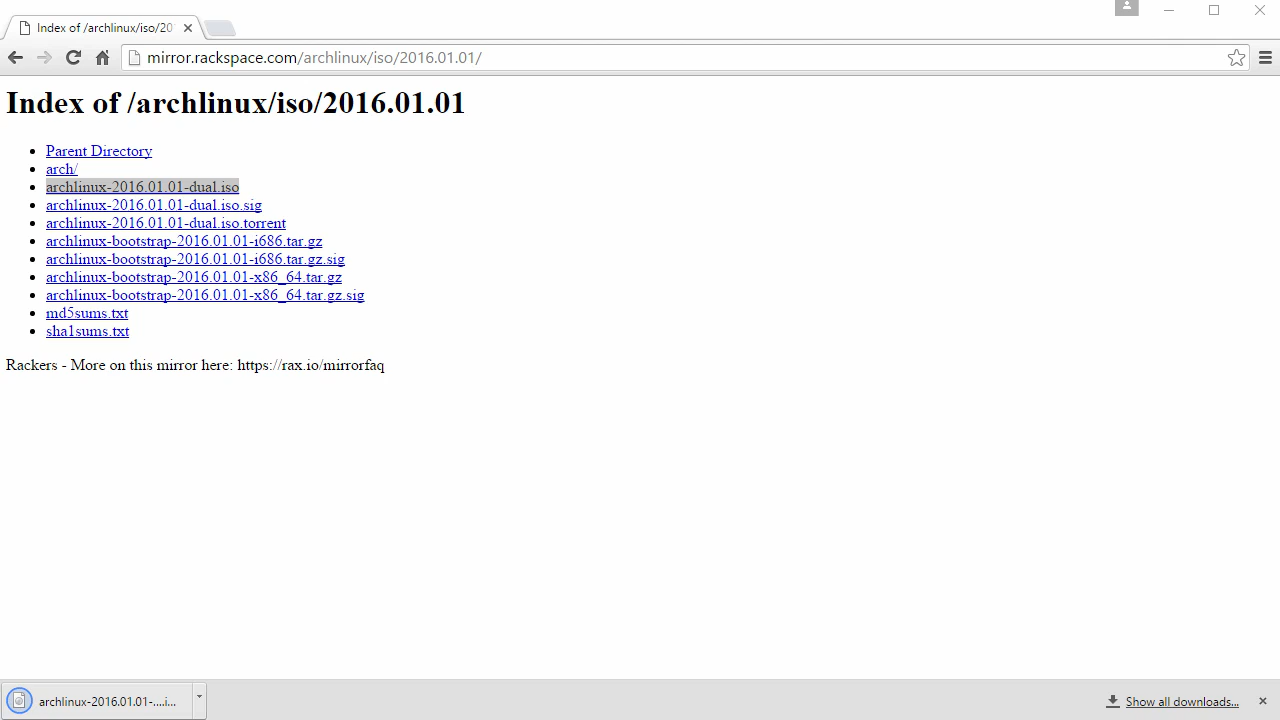 Index of /archlinux/iso/20
mirror.rackspace.com/archlinux/iso/2016.01.01/
Index of /archlinux/iso/2016.01.01
Parent Directory
arch/
archlinux-2016.01.01-dual.iso
archlinux-2016.01.01-dual.iso.sig
archlinux-2016.01.01-dual.iso.torrent
archlinux-bootstrap-2016.01.01-i686.tar.gz
archlinux-bootstrap-2016.01.01-i686.tar.gz.sig
archlinux-bootstrap-2016.01.01-x86_64.tar.gz
archlinux-bootstrap-2016.01.01-x86_64.tar.gz.sig
md5sums.txt
sha1sums.txt
Rackers - More on this mirror here: https://rax.io/mirrorfaq
archlinux-2016.01.01-....i...
Show all downloads...